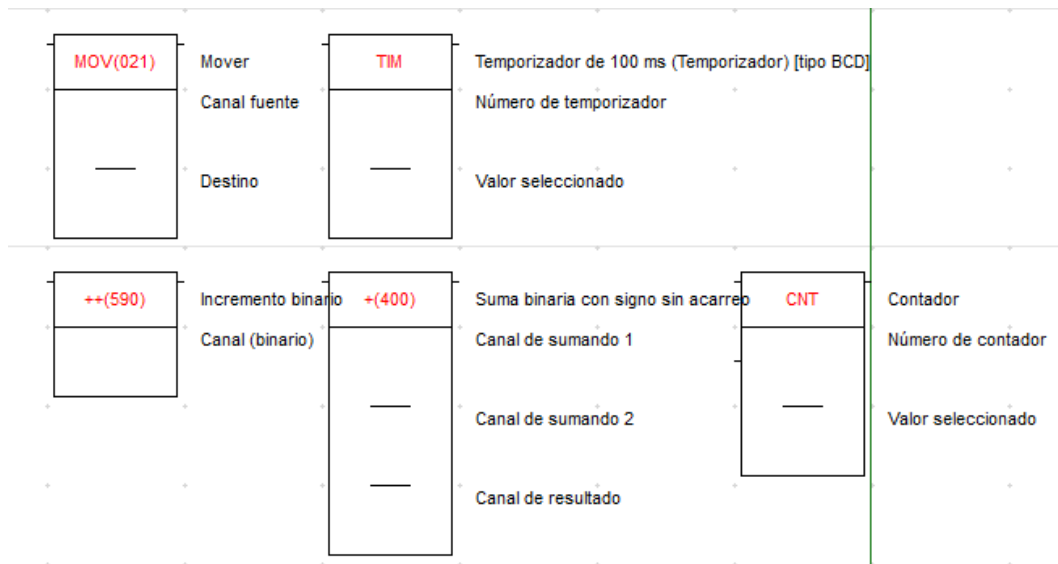 MOV(021) Mover TIM Temporizador de 100 ms (Temporizador) [tipo BCD]
Canal fuente Número de temporizador
Destino Valor seleccionado
++(590) Incremento binario +(400) Suma binaria con signo sin acarreo CNT Contador
Canal (binario) Canal de sumando 1 Número de contador
Canal de sumando 2 Valor seleccionado
Canal de resultado